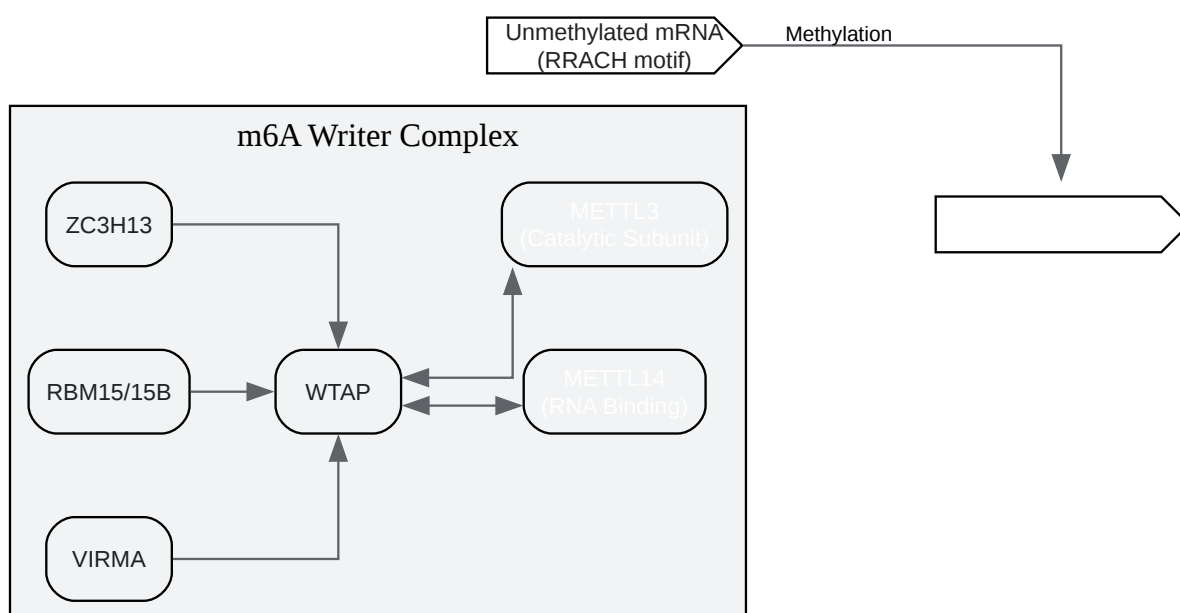 Unmethylated mRNA
(RRACH motif)
Methylation
m6A Writer Complex
ZC3H13
METTL3
(Catalytic Subunit)
RBM15/15B
WTAP
METTL14
(RNA Binding)
VIRMA